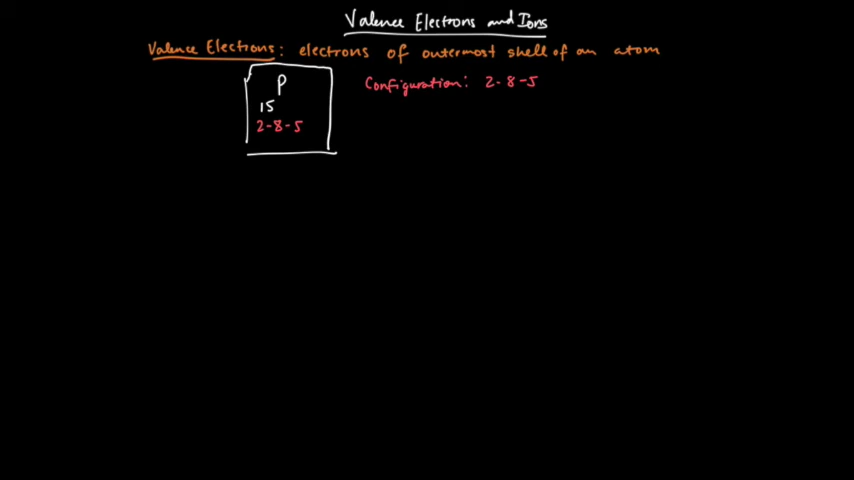 Valence Electrons and Ions
Valence Electrons: electrons of outermost shell of an atom
P
15
2-8-5
Configuration: 2-8-5